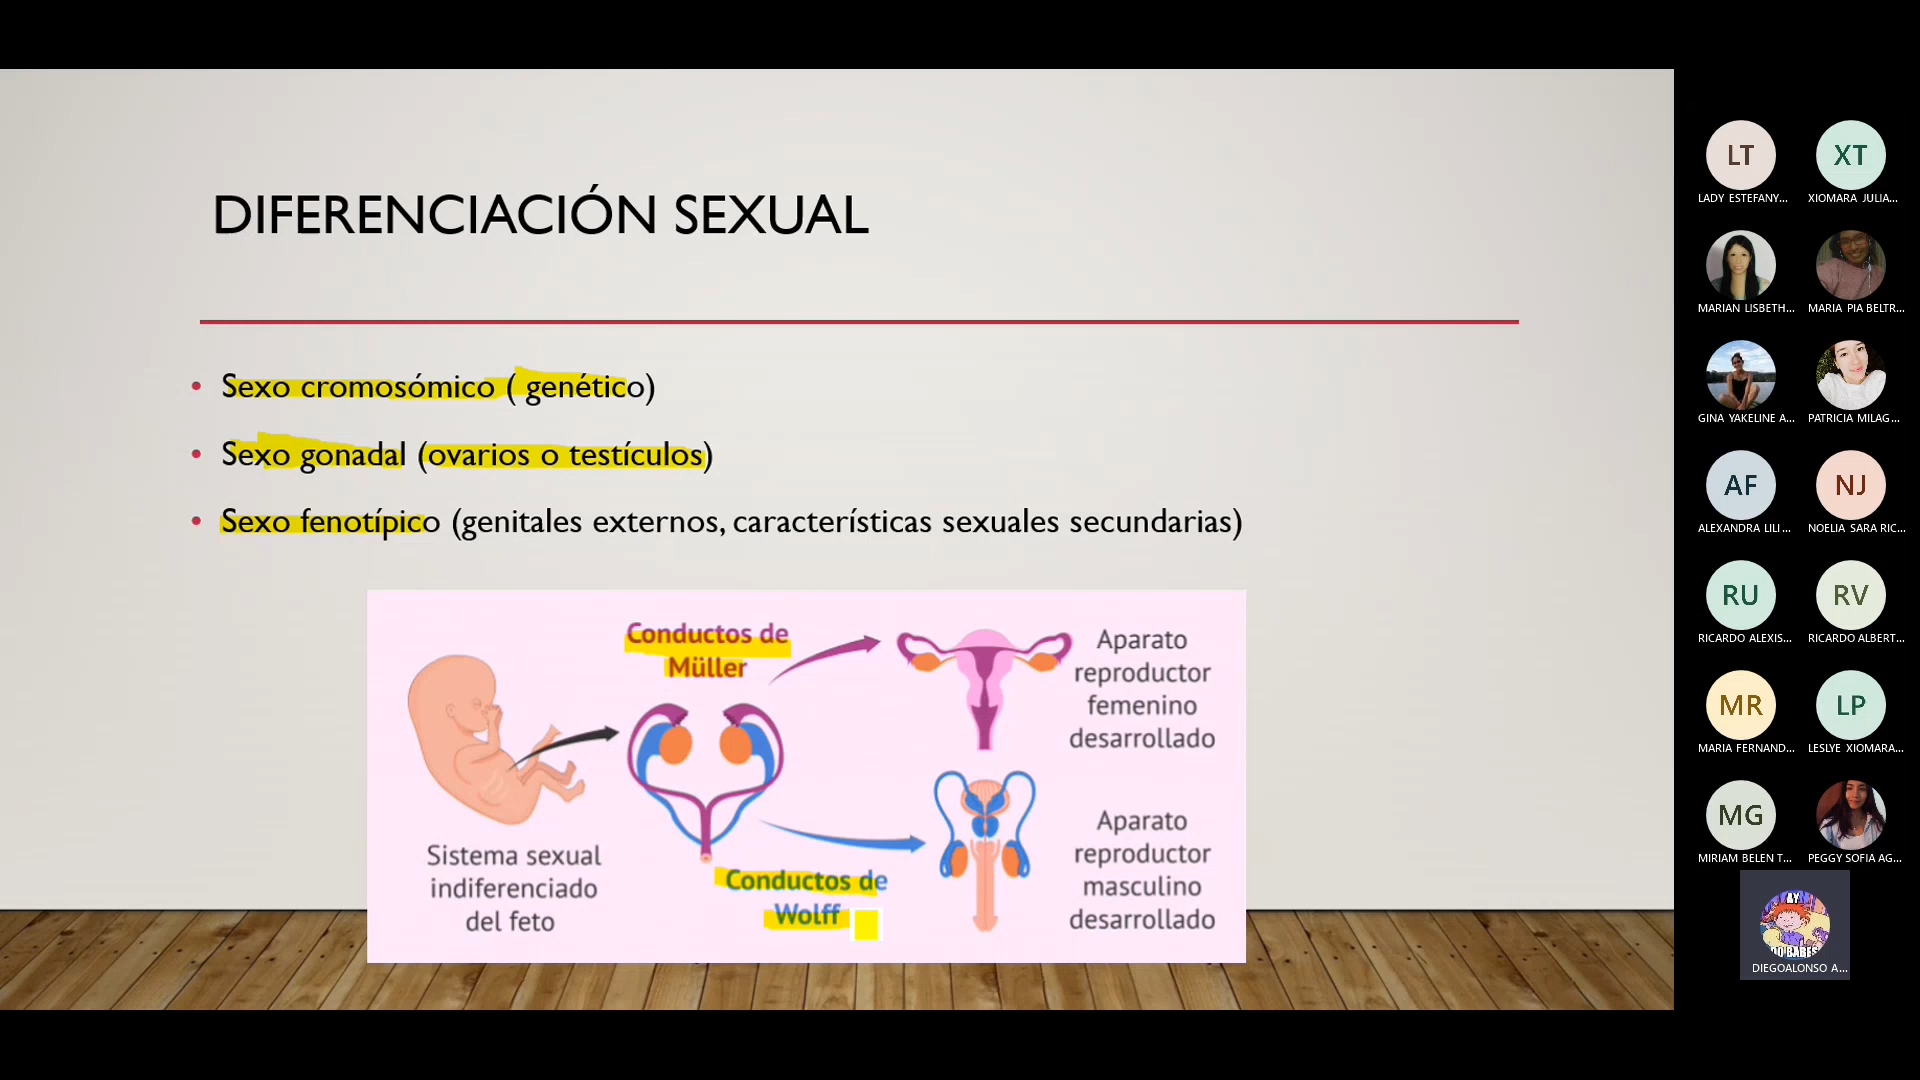 DIFERENCIACIÓN SEXUAL
• Sexo cromosómico ( genético)
• Sexo gonadal (ovarios o testículos)
• Sexo fenotípico (genitales externos, características sexuales secundarias)
Conductos de
Müller
Aparato
reproductor
femenino
desarrollado
Sistema sexual
indiferenciado
del feto
Conductos de
Wolff
Aparato
reproductor
masculino
desarrollado
LT
LADY ESTEFANY...
XT
XIOMARA JULIA...
MARIAN LISBETH...
MARIA PIA BELTR...
GINA YAKELINE A...
PATRICIA MILAG...
AF
ALEXANDRA LILI...
NJ
NOELIA SARA RIC...
RU
RICARDO ALEXIS...
RV
RICARDO ALBERT...
MR
MARIA FERNAND...
LP
LESLYE XIOMARA...
MG
MIRIAM BELEN T...
PEGGY SOFIA AG...
AY
DIEGOALONSO A...